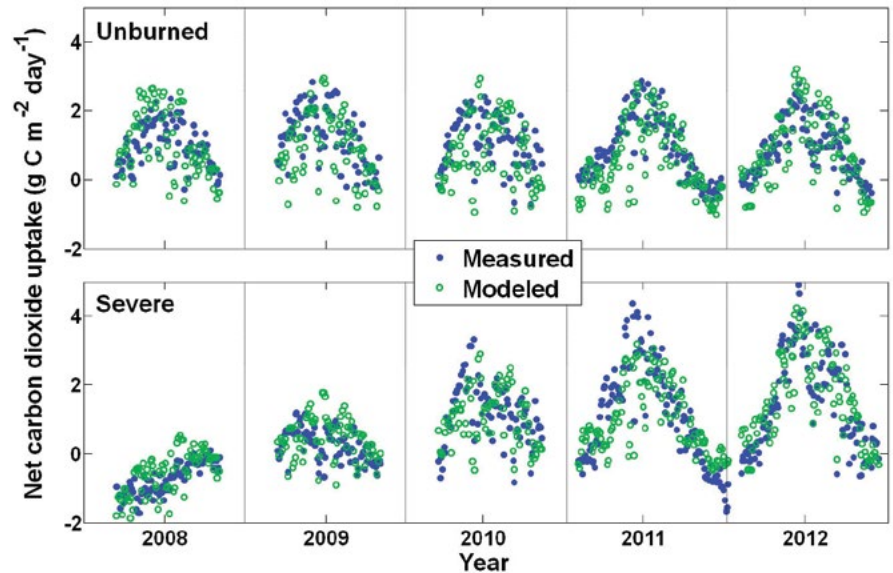 Net carbon dioxide uptake (g C m⁻² day⁻¹)
Unburned
4
2
0
-2
Measured
Modeled
Severe
4
2
0
-2
2008 2009 2010 2011 2012
Year